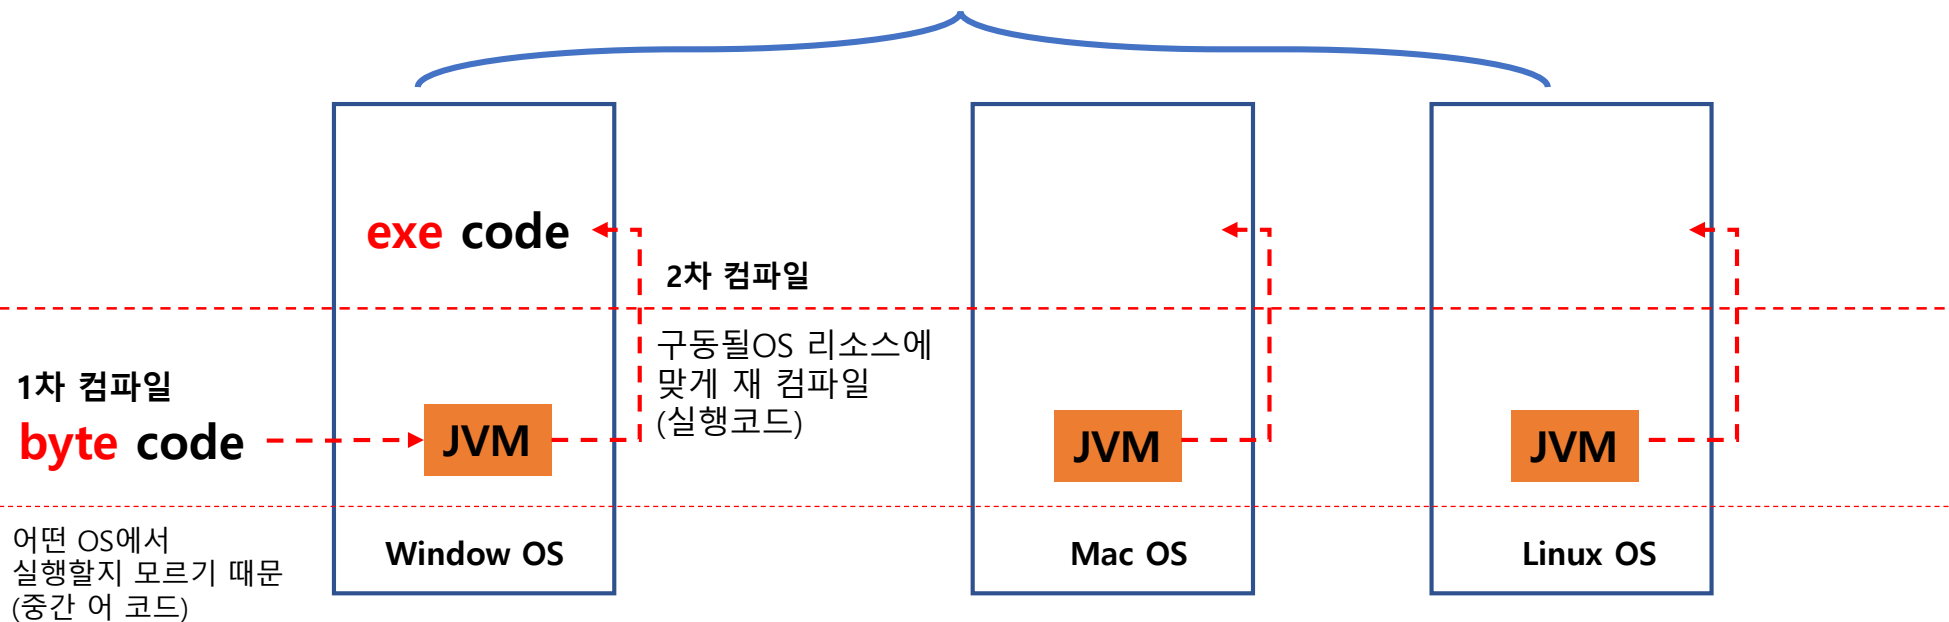 exe code
2차 컴파일
구동될OS 리소스에
맞게 재 컴파일
(실행코드)
1차 컴파일
byte code
JVM
JVM
JVM
어떤 OS에서
실행할지 모르기 때문
(중간 어 코드)
Window OS
Mac OS
Linux OS